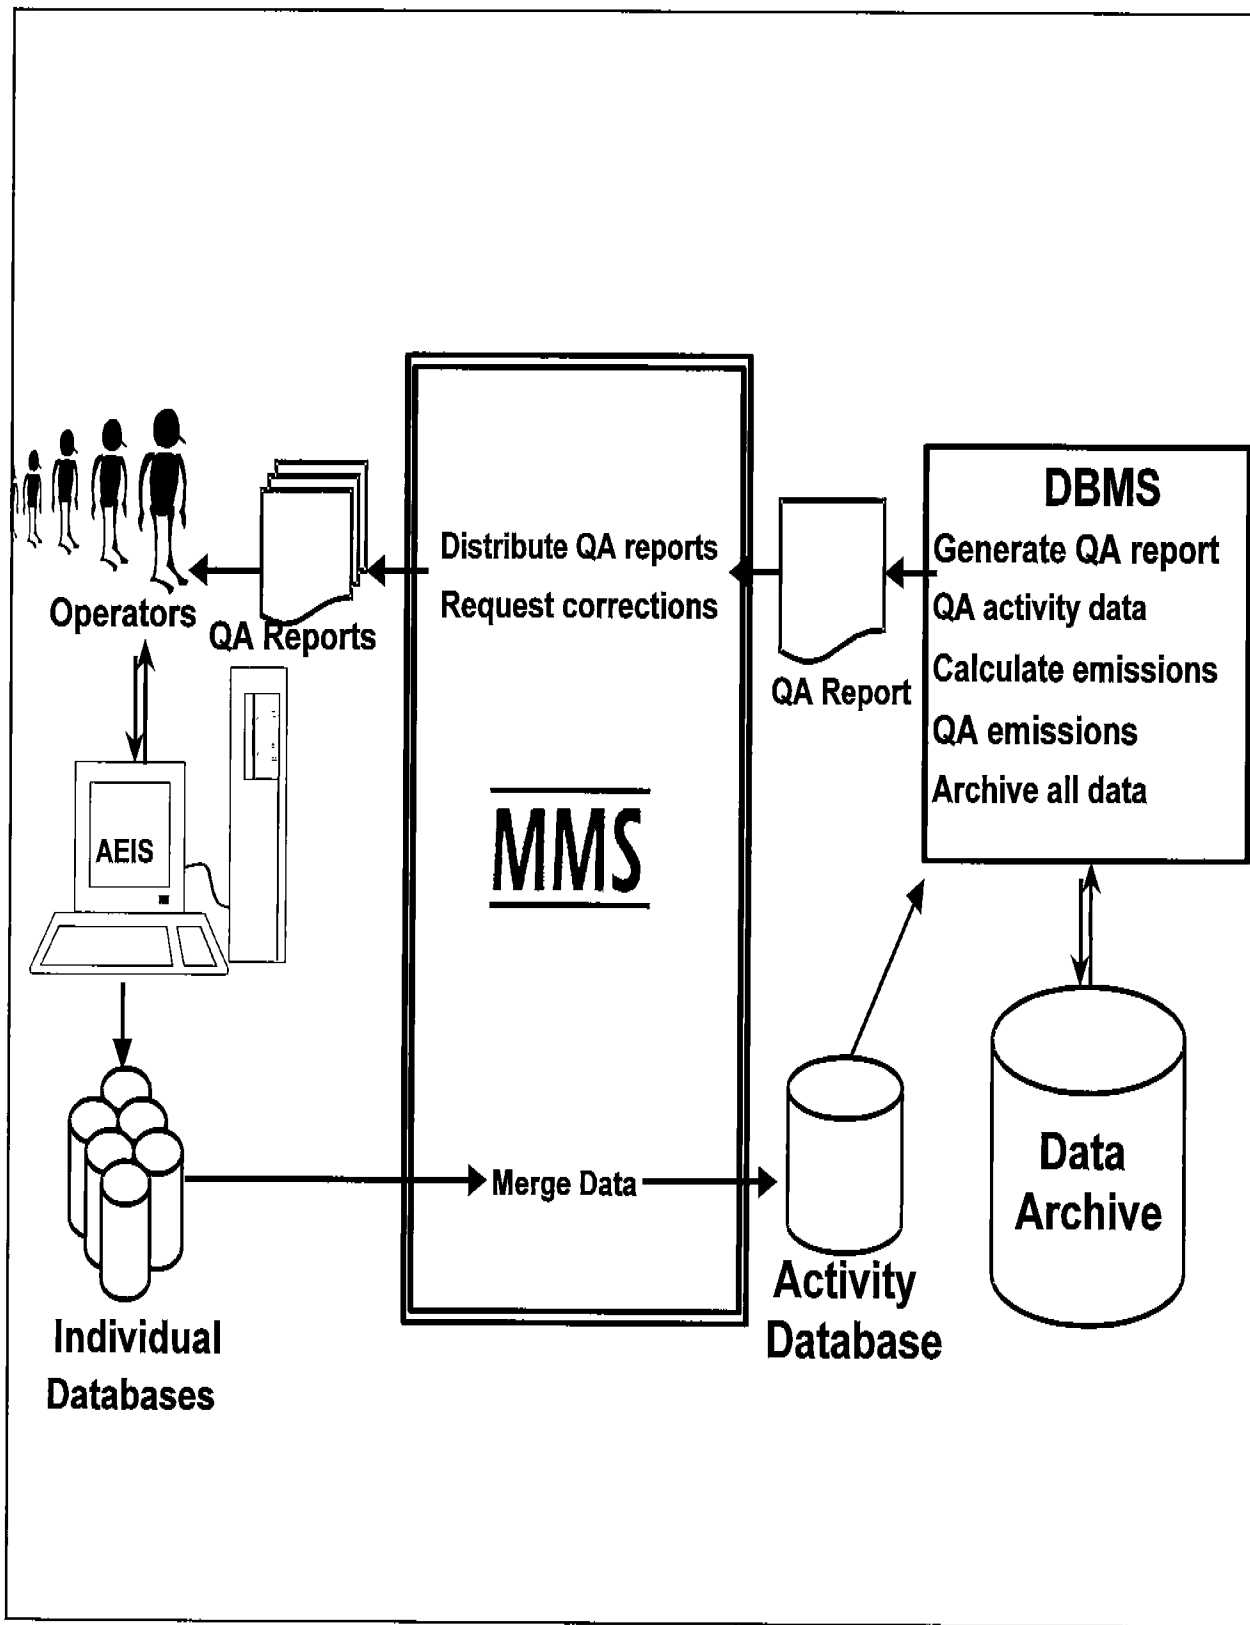 DBMS
Generate QA report
QA activity data
Calculate emissions
QA emissions
Archive all data
Distribute QA reports
Request corrections
Operators
QA Reports
QA Report
AEIS
MMS
Merge Data
Data
Archive
Activity
Database
Individual
Databases